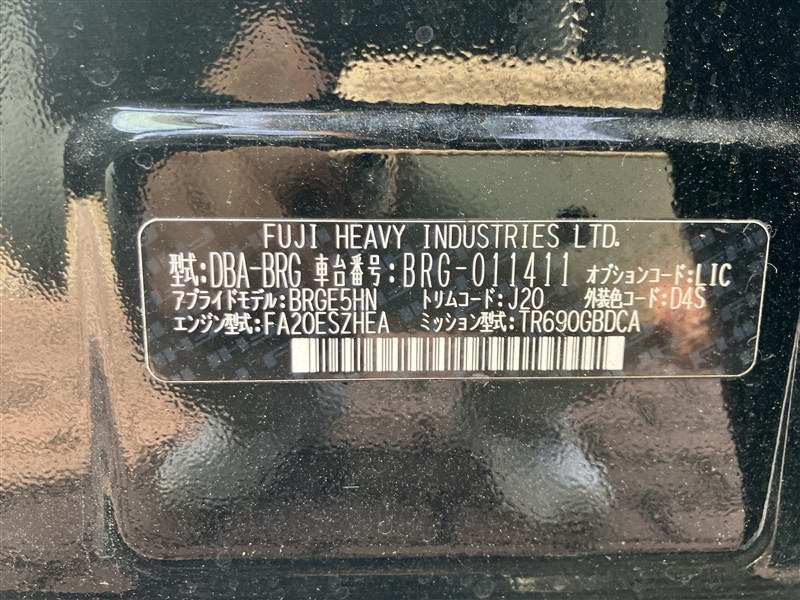 FUJI HEAVY INDUSTRIES LTD.
型式:DBA-BRG 車台番号:BRG-011411 オプションコード:LIC
アプライドモデル:BRGE5HN トリムコード:J20 外装色コード:D4S
エンジン型式:FA20ESZHEA ミッション型式:TR690GBDCA